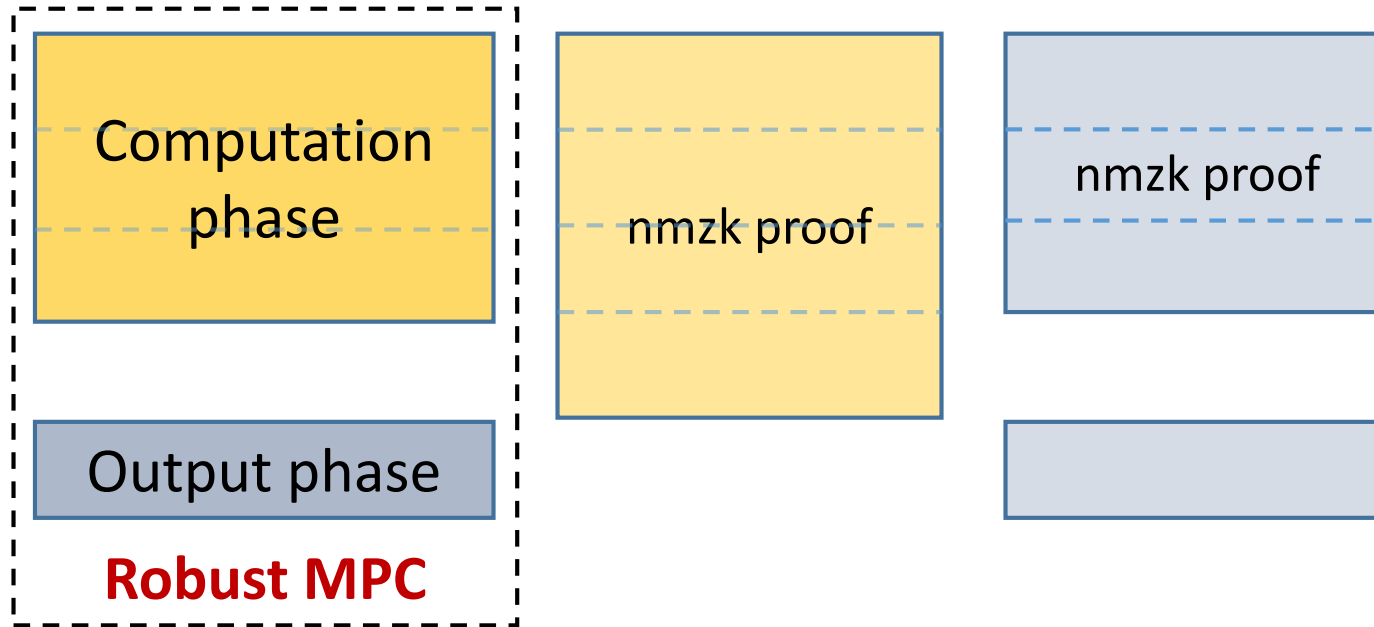 Computation
phase
nmzk proof
nmzk proof
Output phase
Robust MPC